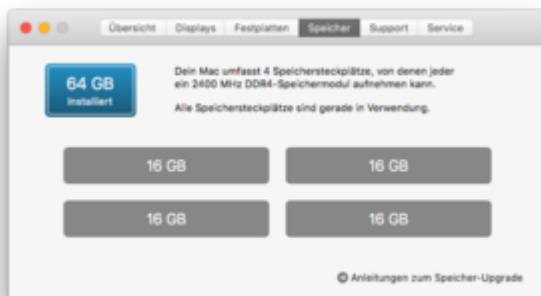 Übersicht Displays Festplatten Speicher Support Service
64 GB
Installiert
Dein Mac umfasst 4 Speichersteckplätze, von denen jeder
ein 2400 MHz DDR4-Speichermodul aufnehmen kann.
Alle Speichersteckplätze sind gerade in Verwendung.
16 GB 16 GB
16 GB 16 GB
Anleitungen zum Speicher-Upgrade